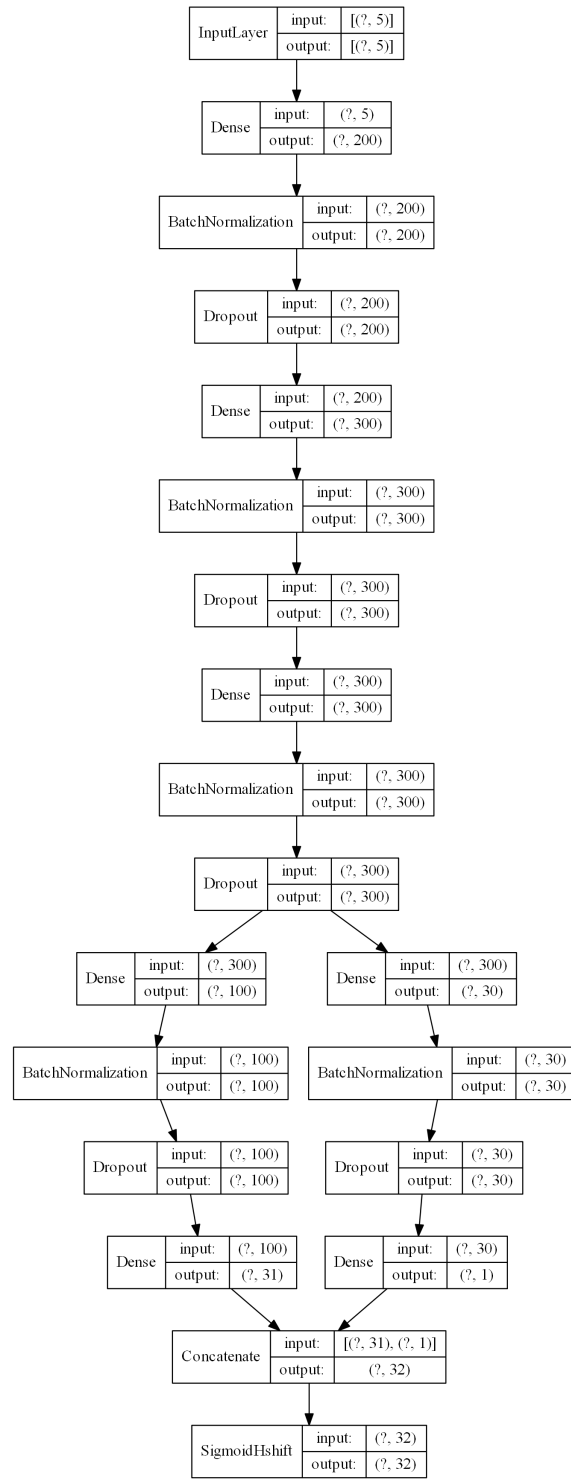 InputLayer
input: [(?, 5)]
output: [(?, 5)]
Dense
input: (?, 5)
output: (?, 200)
BatchNormalization
input: (?, 200)
output: (?, 200)
Dropout
input: (?, 200)
output: (?, 200)
Dense
input: (?, 200)
output: (?, 300)
BatchNormalization
input: (?, 300)
output: (?, 300)
Dropout
input: (?, 300)
output: (?, 300)
Dense
input: (?, 300)
output: (?, 300)
BatchNormalization
input: (?, 300)
output: (?, 300)
Dropout
input: (?, 300)
output: (?, 300)
Dense
input: (?, 300)
output: (?, 100)
Dense
input: (?, 300)
output: (?, 30)
BatchNormalization
input: (?, 100)
output: (?, 100)
BatchNormalization
input: (?, 30)
output: (?, 30)
Dropout
input: (?, 100)
output: (?, 100)
Dropout
input: (?, 30)
output: (?, 30)
Dense
input: (?, 100)
output: (?, 31)
Dense
input: (?, 30)
output: (?, 1)
Concatenate
input: [(?, 31), (?, 1)]
output: (?, 32)
SigmoidHshift
input: (?, 32)
output: (?, 32)